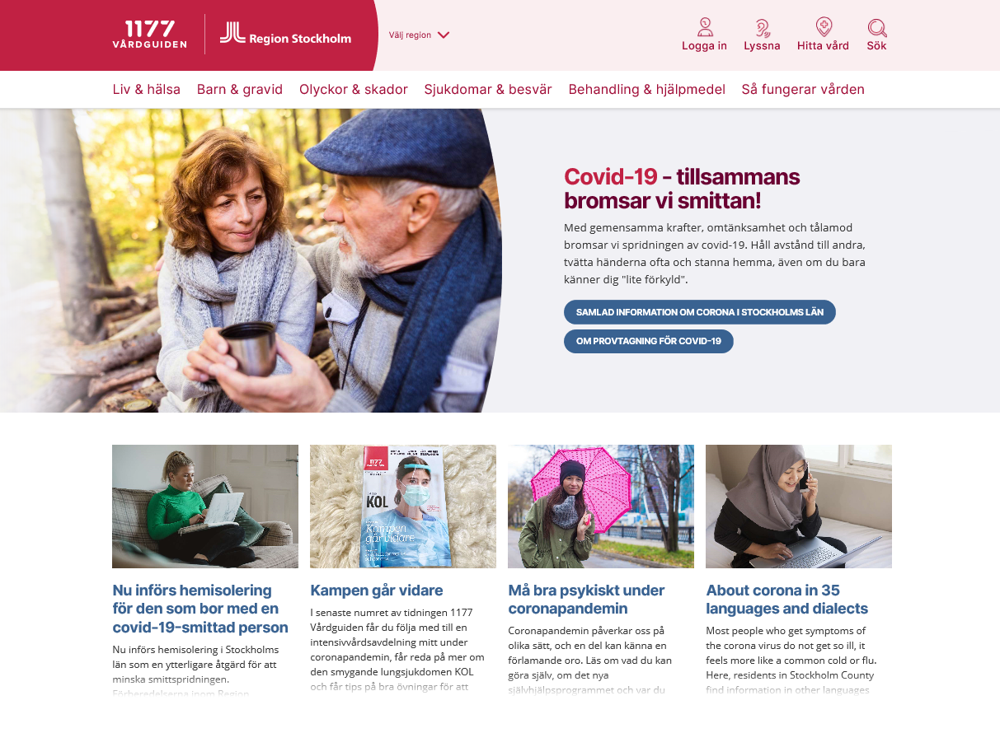 1177
VÅRDGUIDEN
Region Stockholm
Välj region
Logga in
Lyssna
Hitta vård
Sök
Liv & hälsa
Barn & gravid
Olyckor & skador
Sjukdomar & besvär
Behandling & hjälpmedel
Så fungerar vården
Covid-19 - tillsammans
bromsar vi smittan!
Med gemensamma krafter, omtänksamhet och tålamod
bromsar vi spridningen av covid-19. Håll avstånd till andra,
tvätta händerna ofta och stanna hemma, även om du bara
känner dig "lite förkyld".
SAMLAD INFORMATION OM CORONA I STOCKHOLMS LÄN
OM PROVTAGNING FÖR COVID-19
Nu införs hemisolering
för den som bor med en
covid-19-smittad person
Nu införs hemisolering i Stockholms
län som en ytterligare åtgärd för att
minska smittspridningen.
Förberedelserna inom Region
1177
KOL
Kampen
går vidare
Kampen går vidare
I senaste numret av tidningen 1177
Vårdguiden får du följa med till en
intensivvårdsavdelning mitt under
coronapandemin, får reda på mer om
den smygande lungsjukdomen KOL
och får tips på bra övningar för att
Må bra psykiskt under
coronapandemin
Coronapandemin påverkar oss på
olika sätt, och en del kan känna en
förlamande oro. Läs om vad du kan
göra själv, om det nya
självhjälpsprogrammet och var du
About corona in 35
languages and dialects
Most people who get symptoms of
the corona virus do not get so ill, it
feels more like a common cold or flu.
Here, residents in Stockholm County
find information in other languages